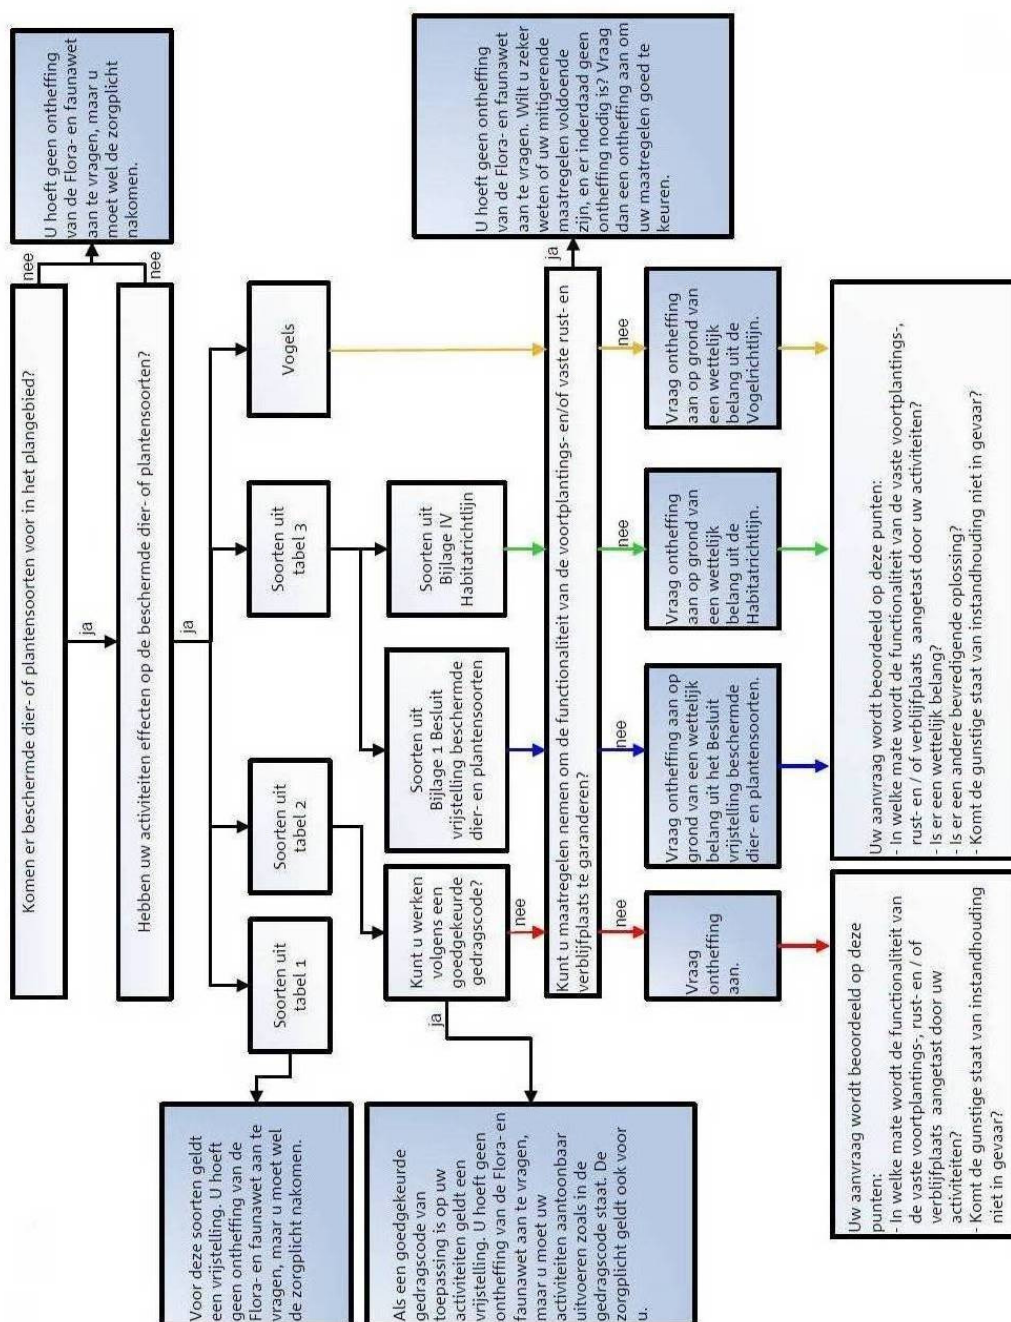 Komen er beschermde dier- of plantensoorten voor in het plangebied?
nee
U hoeft geen ontheffing
van de Flora- en faunawet
aan te vragen, maar u
moet wel de zorgplicht
nakomen.
ja
Hebben uw activiteiten effecten op de beschermde dier- of plantensoorten?
nee
ja
Soorten uit
tabel 1
Soorten uit
tabel 2
Soorten uit
tabel 3
Vogels
Voor deze soorten geldt
een vrijstelling. U hoeft
geen ontheffing van de
Flora- en faunawet aan te
vragen, maar u moet wel
de zorgplicht nakomen.
Kunt u werken
volgens een
goedgekeurde
gedragscode?
Soorten uit
Bijlage 1 Besluit
vrijstelling beschermde
dier- en plantensoorten
Soorten uit
Bijlage IV
Habitatrichtlijn
ja
nee
Als een goedgekeurde
gedragscode van
toepassing is op uw
activiteiten geldt een
vrijstelling. U hoeft geen
ontheffing van de Flora- en
faunawet aan te vragen,
maar u moet uw
activiteiten aantoonbaar
uitvoeren zoals in de
gedragscode staat. De
zorgplicht geldt ook voor
u.
Kunt u maatregelen nemen om de functionaliteit van de voortplantings- en/of vaste rust- en
verblijfplaats te garanderen?
ja
U hoeft geen ontheffing
van de Flora- en faunawet
aan te vragen. Wilt u zeker
weten of uw mitigerende
maatregelen voldoende
zijn, en er inderdaad geen
ontheffing nodig is? Vraag
dan een ontheffing aan om
uw maatregelen goed te
keuren.
nee
nee
nee
nee
Vraag
ontheffing
aan.
Vraag ontheffing aan op
grond van een wettelijk
belang uit het Besluit
vrijstelling beschermde
dier- en plantensoorten.
Vraag ontheffing
aan op grond van
een wettelijk
belang uit de
Habitatrichtlijn.
Vraag ontheffing
aan op grond van
een wettelijk
belang uit de
Vogelrichtlijn.
Uw aanvraag wordt beoordeeld op deze
punten:
- In welke mate wordt de functionaliteit van
de vaste voortplantings-, rust- en / of
verblijfplaats aangetast door uw
activiteiten?
- Komt de gunstige staat van instandhouding
niet in gevaar?
Uw aanvraag wordt beoordeeld op deze punten:
- In welke mate wordt de functionaliteit van de vaste voortplantings-,
rust- en / of verblijfplaats aangetast door uw activiteiten?
- Is er een wettelijk belang?
- Is er een andere bevredigende oplossing?
- Komt de gunstige staat van instandhouding niet in gevaar?